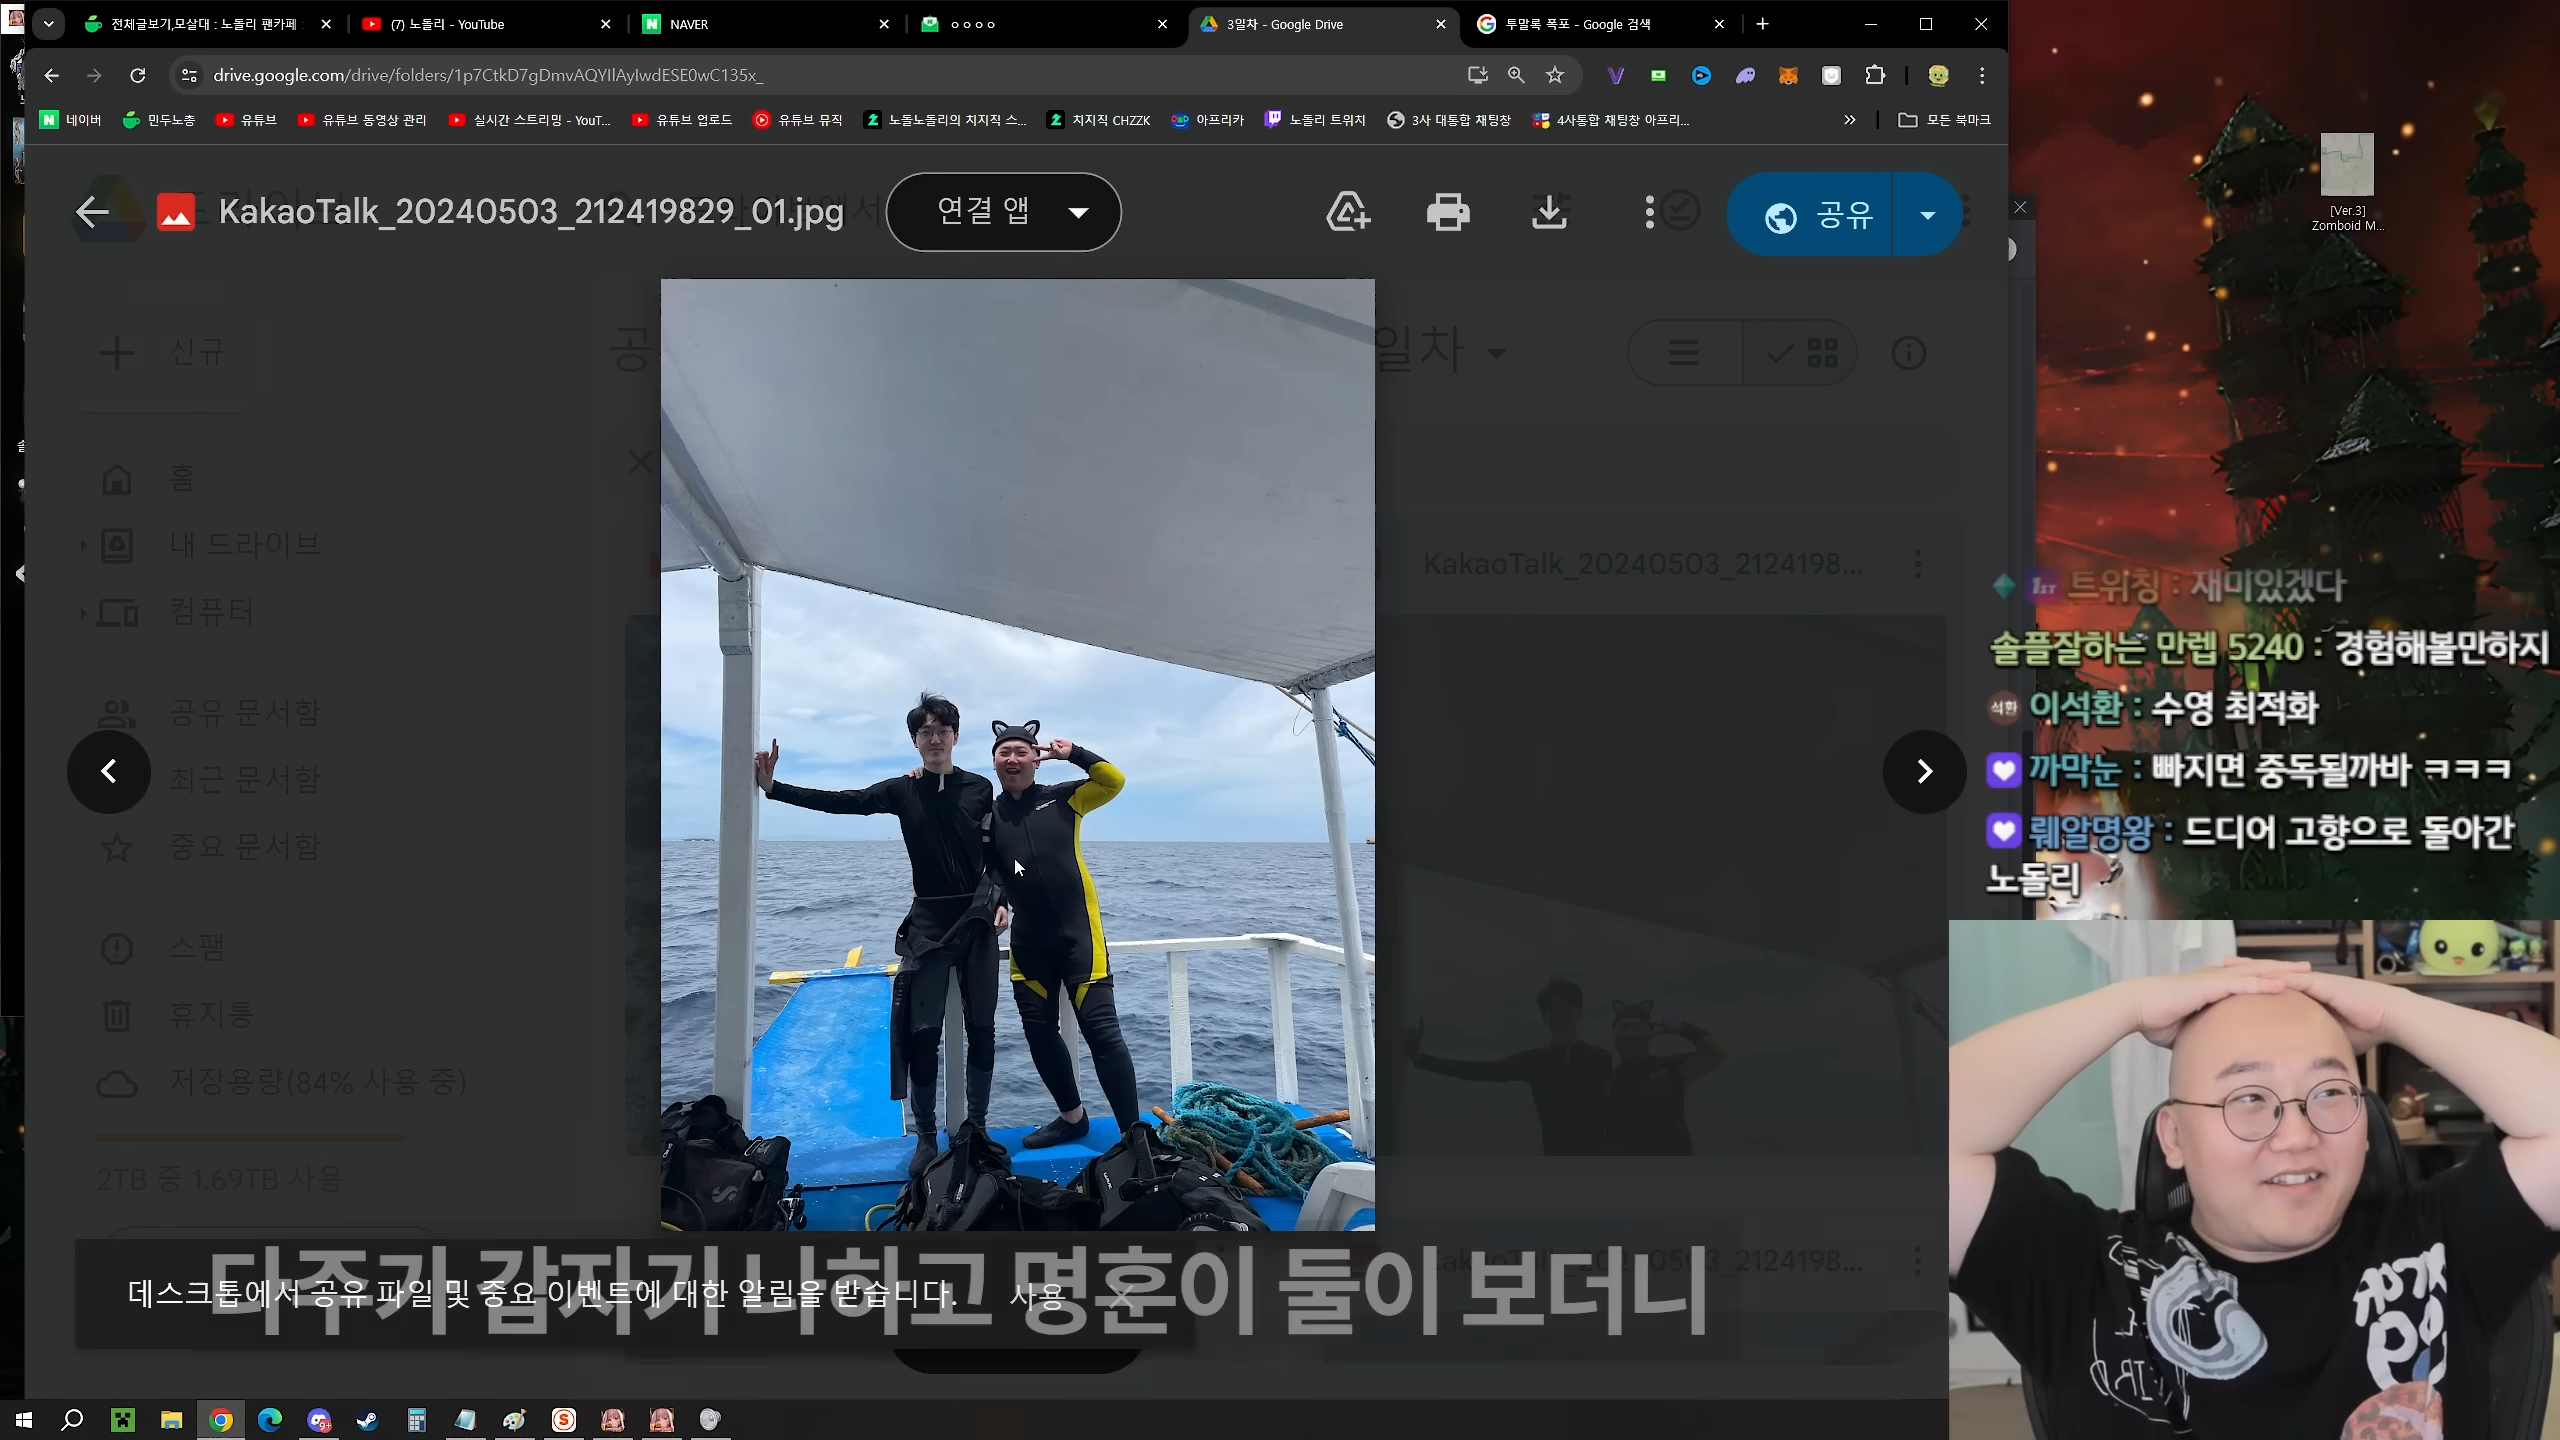 전체글보기,모살대 : 노돌리 팬카페
(7) 노돌리 - YouTube
NAVER
ㅇㅇㅇㅇ
3일차 - Google Drive
투말록 폭포 - Google 검색
drive.google.com/drive/folders/1p7CtkD7gDmvAQYIlAyIwdESE0wC135x_
네이버
민두노총
유튜브
유튜브 동영상 관리
실시간 스트리밍 - YouT...
유튜브 업로드
유튜브 뮤직
노돌노돌리의 치지직 스...
치지직 CHZZK
아프리카
노돌리 트위치
3사 대통합 채팅창
4사통합 채팅창 아프리...
모든 북마크
KakaoTalk_20240503_212419829_01.jpg
연결 앱
공유
[Ver.3]
Zomboid M...
신규
공
일차
홈
내 드라이브
컴퓨터
KakaoTalk_20240503_2124198...
공유 문서함
최근 문서함
중요 문서함
스팸
휴지통
저장용량(84% 사용 중)
2TB 중 1.69TB 사용
트위칭 : 재미있겠다
솔플잘하는 만렙 5240 : 경험해볼만하지
석환 이석환 : 수영 최적화
까막눈 : 빠지면 중독될까바 ㅋㅋㅋ
뤠알명왕 : 드디어 고향으로 돌아간
노돌리
다주가 갑자기 나하고 명훈이 둘이 보더니
데스크톱에서 공유 파일 및 중요 이벤트에 대한 알림을 받습니다.
사용
KakaoTalk_20240503_2124198...